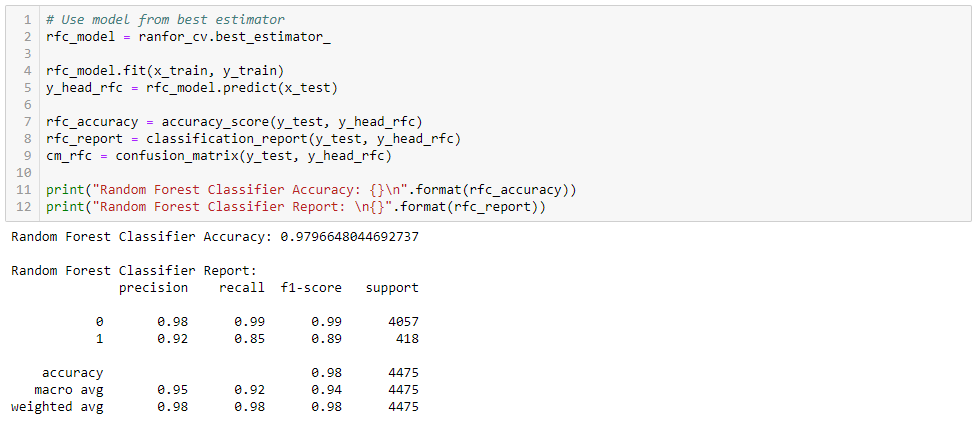 1 # Use model from best estimator
2 rfc_model = ranfor_cv.best_estimator_
3
4 rfc_model.fit(x_train, y_train)
5 y_head_rfc = rfc_model.predict(x_test)
6
7 rfc_accuracy = accuracy_score(y_test, y_head_rfc)
8 rfc_report = classification_report(y_test, y_head_rfc)
9 cm_rfc = confusion_matrix(y_test, y_head_rfc)
10
11 print("Random Forest Classifier Accuracy: {}\n".format(rfc_accuracy))
12 print("Random Forest Classifier Report: \n{}".format(rfc_report))
Random Forest Classifier Accuracy: 0.9796648044692737
Random Forest Classifier Report:
precision recall f1-score support
0 0.98 0.99 0.99 4057
1 0.92 0.85 0.89 418
accuracy 0.98 4475
macro avg 0.95 0.92 0.94 4475
weighted avg 0.98 0.98 0.98 4475